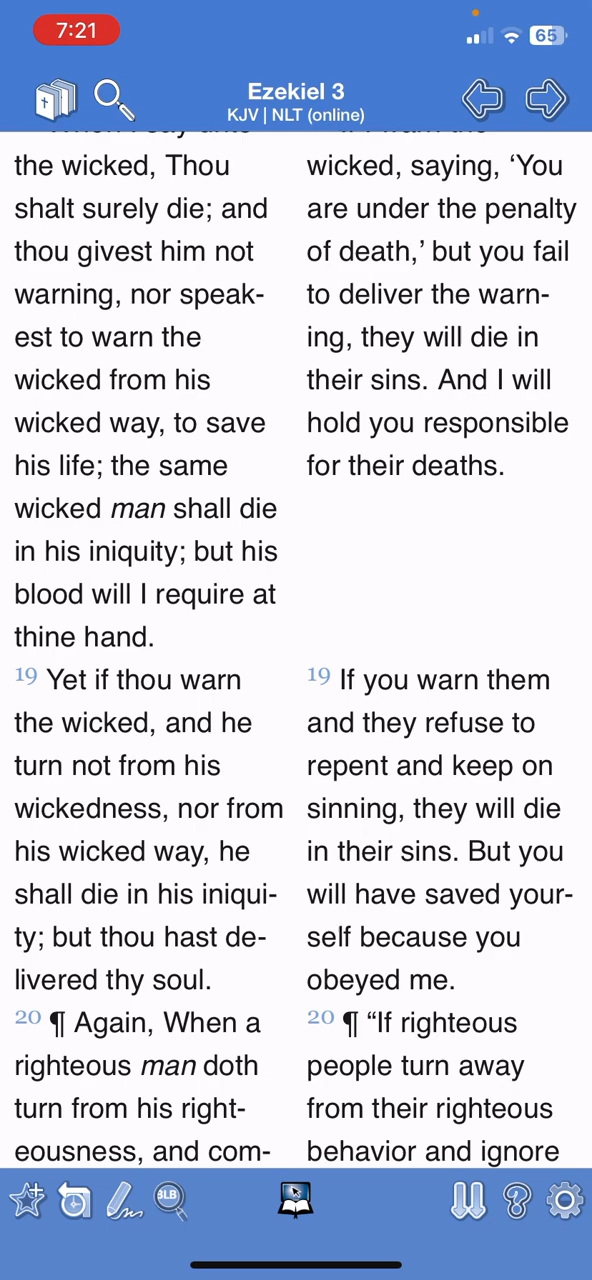 7:21
65
Ezekiel 3
KJV | NLT (online)
the wicked, Thou
shalt surely die; and
thou givest him not
warning, nor speak-
est to warn the
wicked from his
wicked way, to save
his life; the same
wicked man shall die
in his iniquity; but his
blood will I require at
thine hand.
19 Yet if thou warn
the wicked, and he
turn not from his
wickedness, nor from
his wicked way, he
shall die in his iniqui-
ty; but thou hast de-
livered thy soul.
20 ¶ Again, When a
righteous man doth
turn from his right-
eousness, and com-
wicked, saying, ‘You
are under the penalty
of death,’ but you fail
to deliver the warn-
ing, they will die in
their sins. And I will
hold you responsible
for their deaths.
19 If you warn them
and they refuse to
repent and keep on
sinning, they will die
in their sins. But you
will have saved your-
self because you
obeyed me.
20 ¶ “If righteous
people turn away
from their righteous
behavior and ignore
BLB